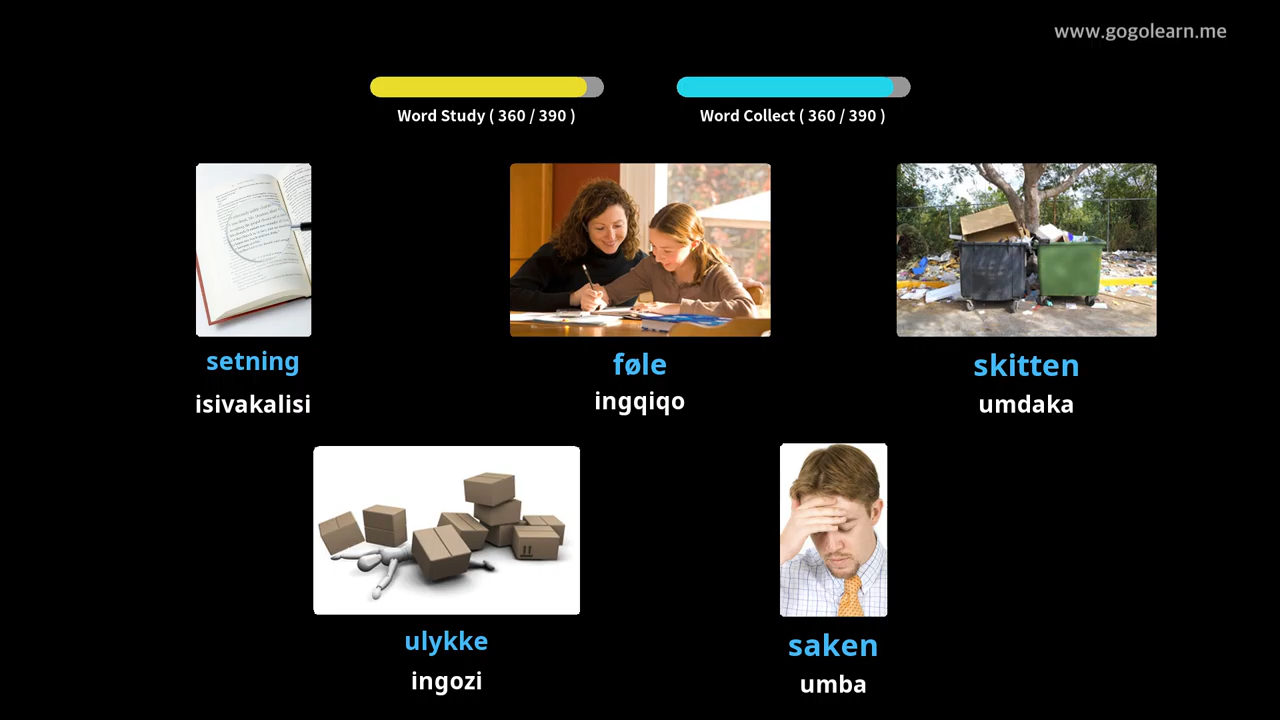 www.gogolearn.me
Word Study ( 360 / 390 )
Word Collect ( 360 / 390 )
setning
isivakalisi
føle
ingqiqo
skitten
umdaka
ulykke
ingozi
saken
umba